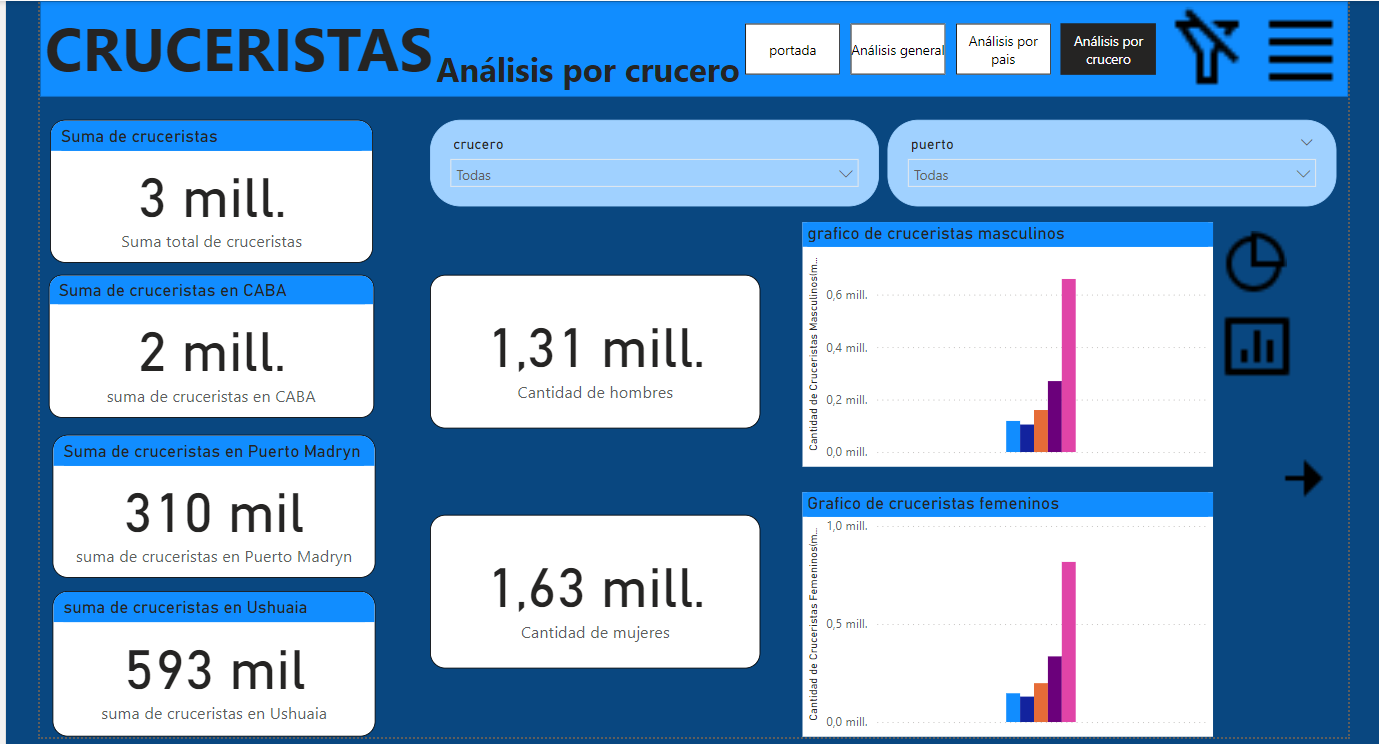 CRUCERISTAS
Análisis por crucero
portada
Análisis general
Análisis por
pais
Análisis por
crucero
Suma de cruceristas
3 mill.
Suma total de cruceristas
Suma de cruceristas en CABA
2 mill.
suma de cruceristas en CABA
Suma de cruceristas en Puerto Madryn
310 mil
suma de cruceristas en Puerto Madryn
suma de cruceristas en Ushuaia
593 mil
suma de cruceristas en Ushuaia
crucero
Todas
puerto
Todas
1,31 mill.
Cantidad de hombres
1,63 mill.
Cantidad de mujeres
grafico de cruceristas masculinos
Cantidad de Cruceristas Masculinosím...
0,6 mill.
0,4 mill.
0,2 mill.
0,0 mill.
Grafico de cruceristas femeninos
Cantidad de Cruceristas Femeninosím...
1,0 mill.
0,5 mill.
0,0 mill.